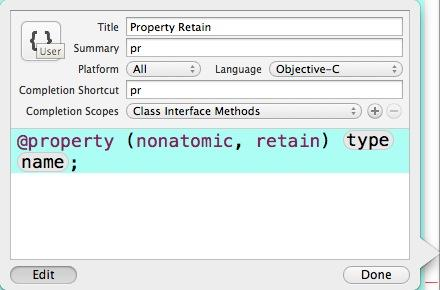 Title Property Retain
{ }
User
Summary pr
Platform All Language Objective-C
Completion Shortcut pr
Completion Scopes Class Interface Methods
@property (nonatomic, retain) type
name;
Edit Done